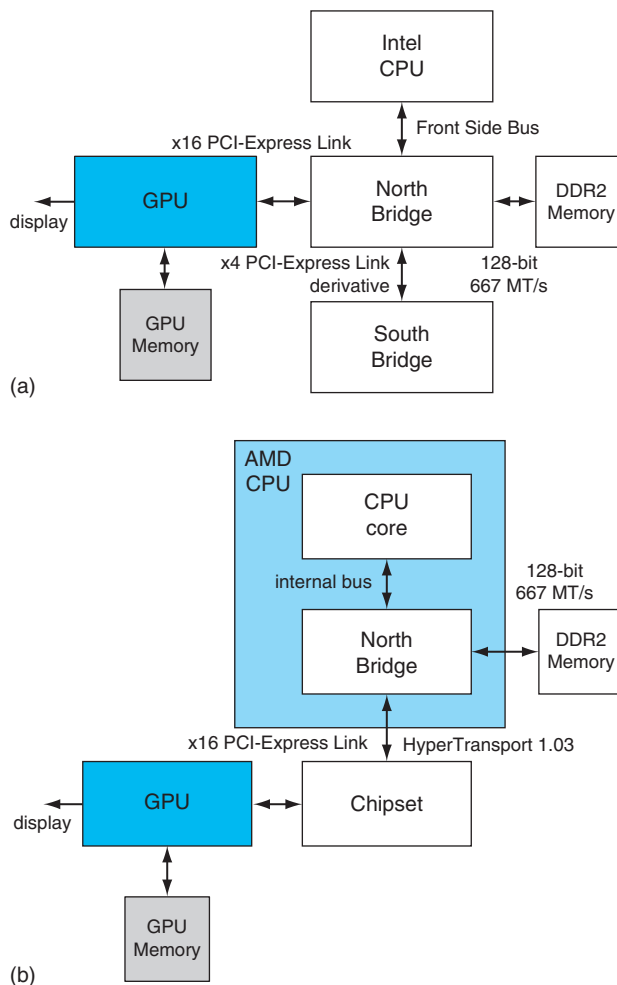 Intel
CPU
Front Side Bus
x16 PCI-Express Link
GPU
North
Bridge
DDR2
Memory
display
x4 PCI-Express Link
derivative
128-bit
667 MT/s
GPU
Memory
South
Bridge
(a)
AMD
CPU
CPU
core
internal bus
128-bit
667 MT/s
North
Bridge
DDR2
Memory
x16 PCI-Express Link
HyperTransport 1.03
GPU
Chipset
display
GPU
Memory
(b)